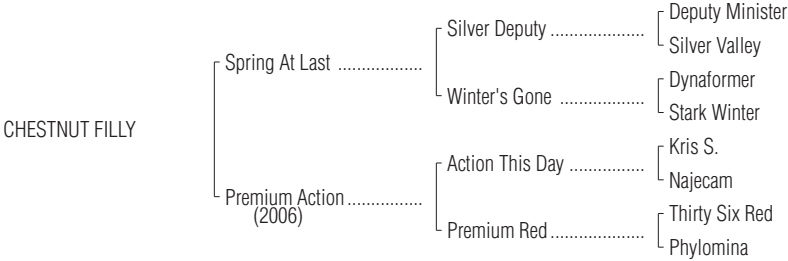 Deputy Minister
Silver Deputy ....................
Silver Valley
Spring At Last ..................
Dynaformer
Winter's Gone ..................
Stark Winter
CHESTNUT FILLY
Kris S.
Action This Day ................
Najecam
Premium Action ................
(2006)
Thirty Six Red
Premium Red ....................
Phylomina